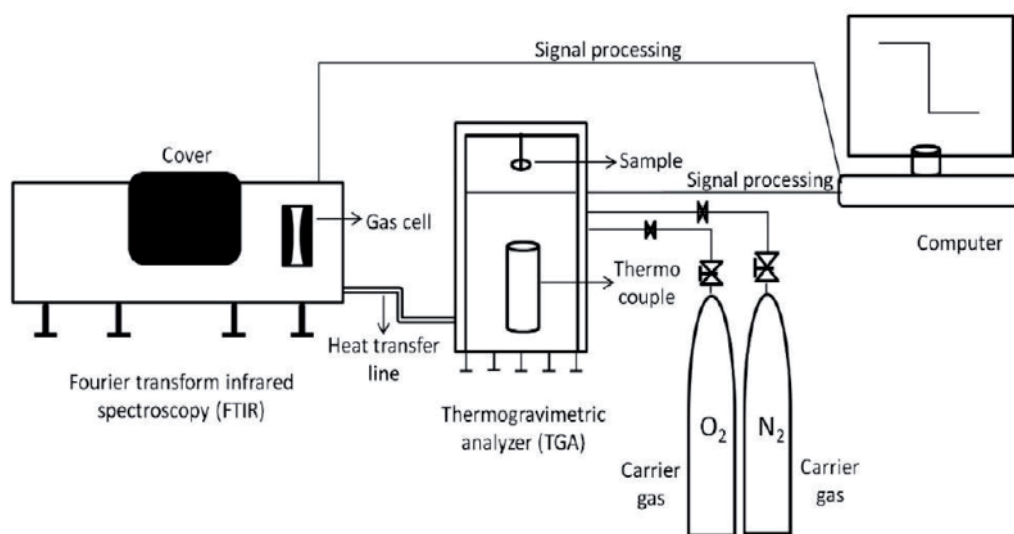 Signal processing
Cover
Sample
Signal processing
Gas cell
Computer
Thermo
couple
Heat transfer
line
Fourier transform infrared
spectroscopy (FTIR)
Thermogravimetric
analyzer (TGA)
O₂
N₂
Carrier
gas
Carrier
gas